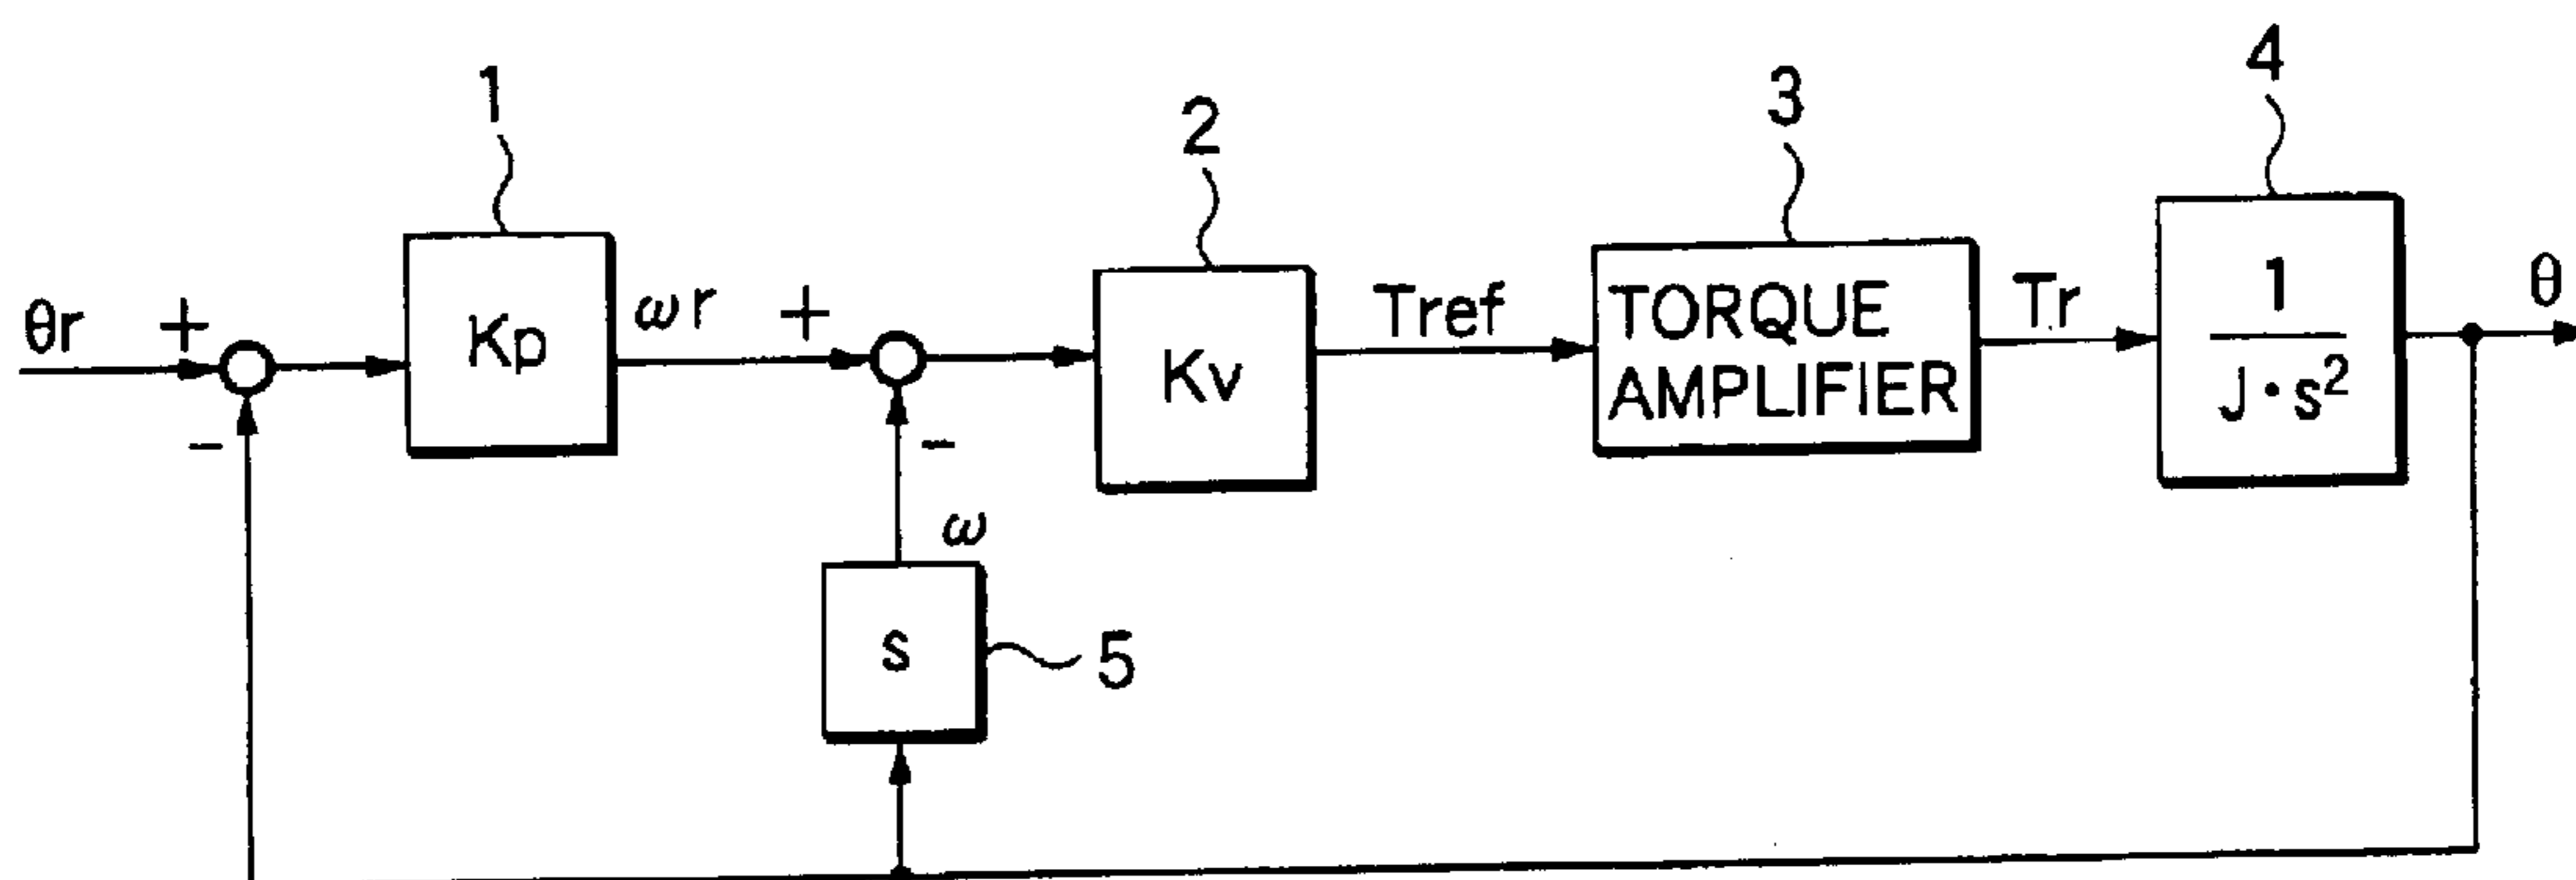 1
2
3
4
θr
+
-
Kp
ωr
+
-
Kv
Tref
TORQUE
AMPLIFIER
Tr
1
J·s²
θ
ω
s
5